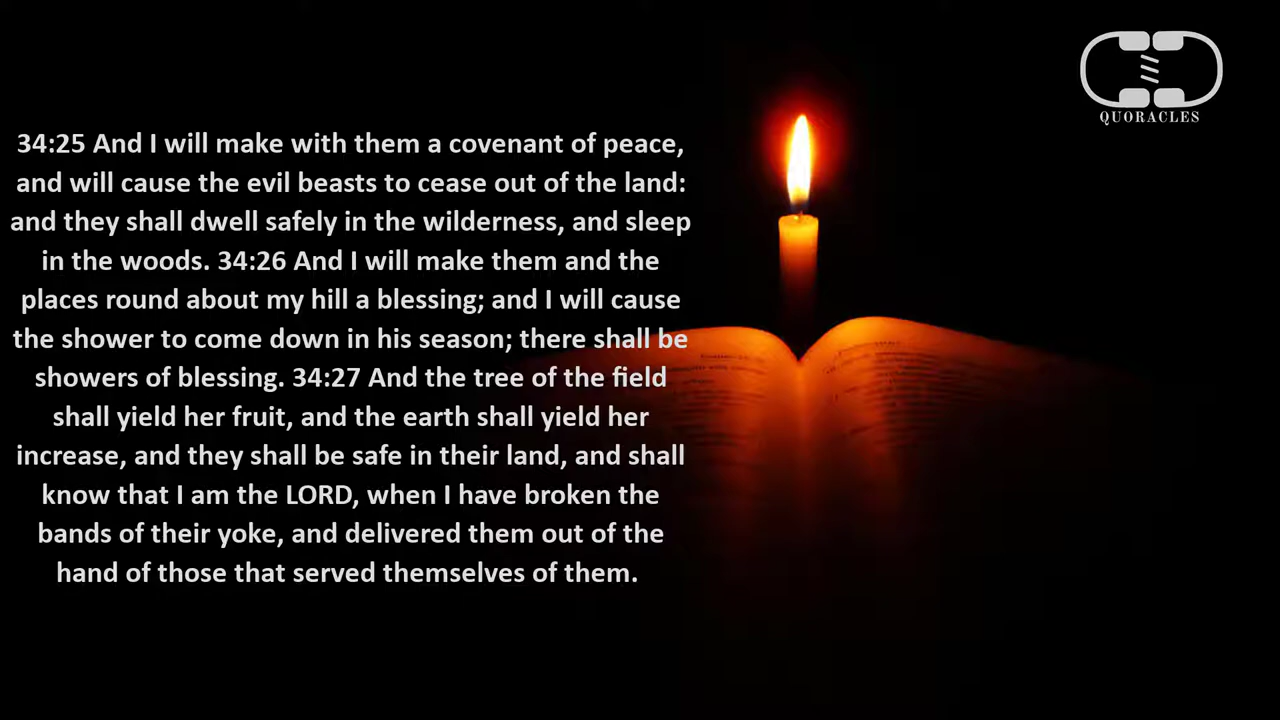 QUORACLES
34:25 And I will make with them a covenant of peace,
and will cause the evil beasts to cease out of the land:
and they shall dwell safely in the wilderness, and sleep
in the woods. 34:26 And I will make them and the
places round about my hill a blessing; and I will cause
the shower to come down in his season; there shall be
showers of blessing. 34:27 And the tree of the field
shall yield her fruit, and the earth shall yield her
increase, and they shall be safe in their land, and shall
know that I am the LORD, when I have broken the
bands of their yoke, and delivered them out of the
hand of those that served themselves of them.